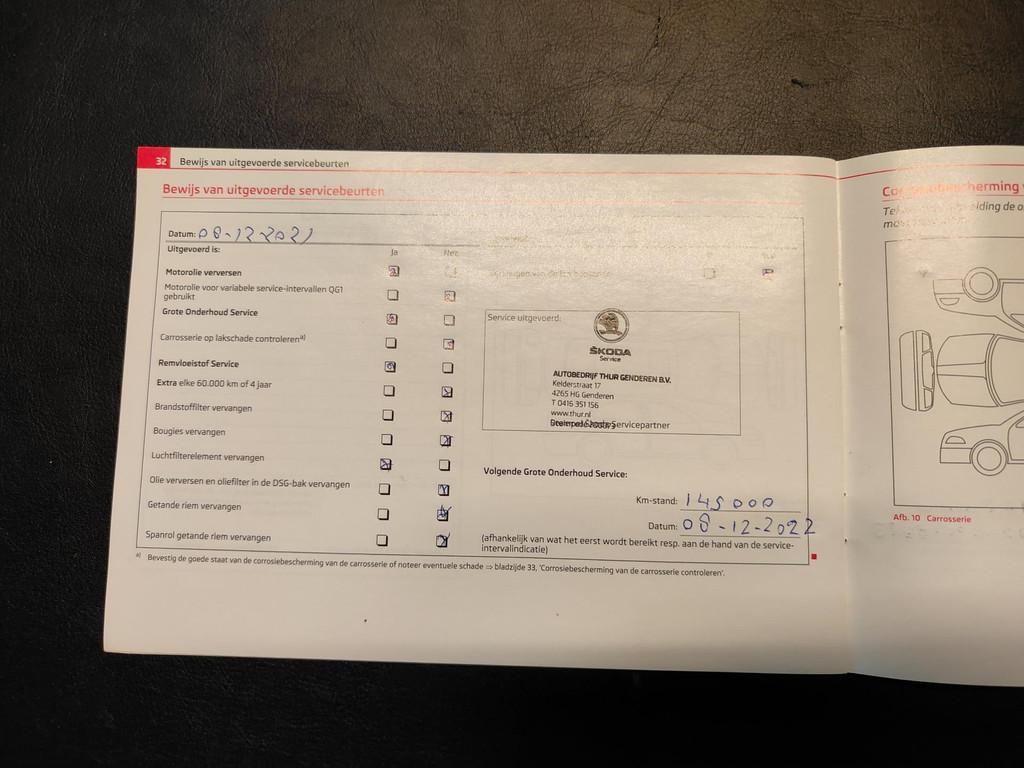 32 Bewijs van uitgevoerde servicebeurten
Bewijs van uitgevoerde servicebeurten
Datum: 08-12-2021
Uitgevoerd is:
Ja Nee
Motorolie verversen
Motorolie voor variabele service-intervallen QG1
gebruikt
Grote Onderhoud Service
Carrosserie op lakschade controleren a)
Remvloeistof Service
Extra elke 60.000 km of 4 jaar
Brandstoffilter vervangen
Bougies vervangen
Luchtfilterelement vervangen
Olie verversen en oliefilter in de DSG-bak vervangen
Getande riem vervangen
Spanrol getande riem vervangen
Service uitgevoerd:
ŠKODA
Service
AUTOBEDRIJF THUR GENDEREN B.V.
Kelderstraat 17
4265 HG Genderen
T 0416 351 156
www.thur.nl
Servicepartner
Volgende Grote Onderhoud Service:
Km-stand: 145000
Datum: 08-12-2022
(afhankelijk van wat het eerst wordt bereikt resp. aan de hand van de service-
intervalindicatie)
a) Bevestig de goede staat van de corrosiebescherming van de carrosserie of noteer eventuele schade ⇒ bladzijde 33, 'Corrosiebescherming van de carrosserie controleren'.
Afb. 10 Carrosserie